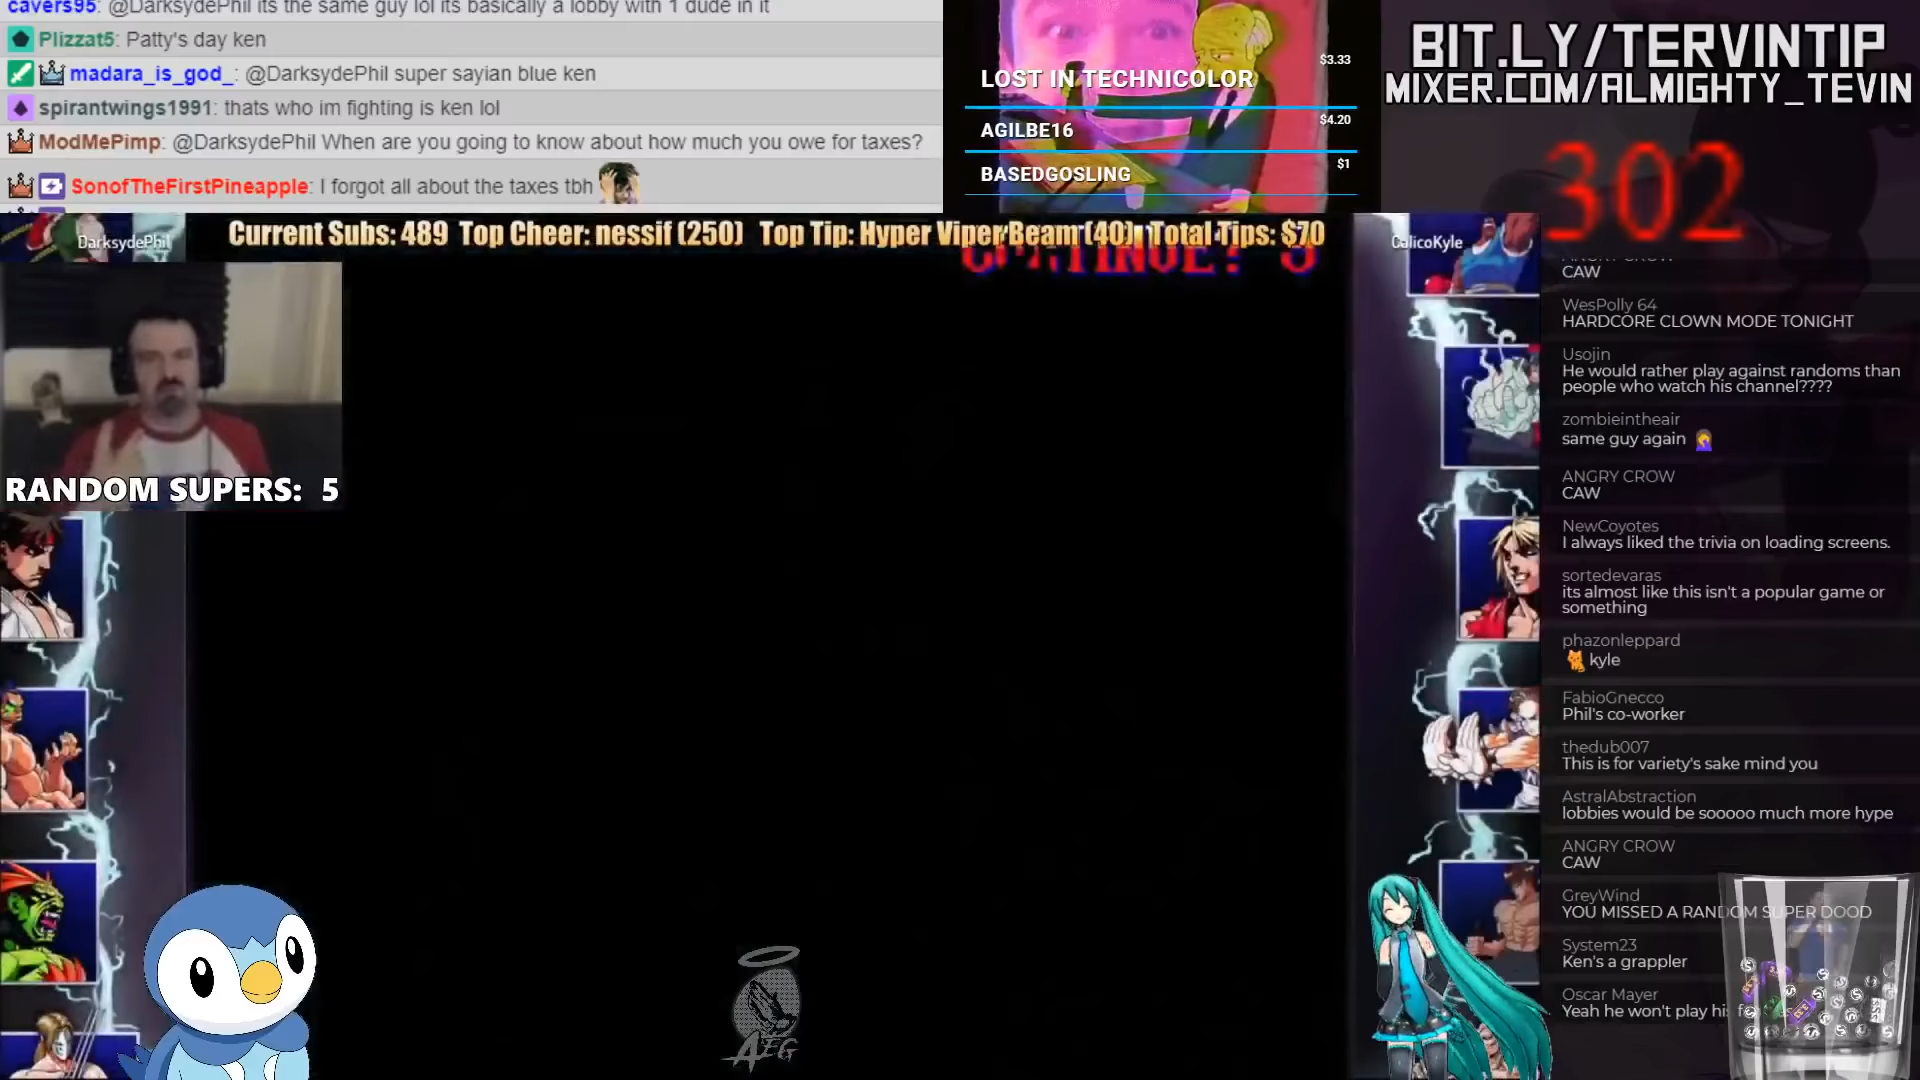 cavers95: @DarksydePhil its the same guy lol its basically a lobby with 1 dude in it
Plizzat5: Patty's day ken
madara_is_god_: @DarksydePhil super sayian blue ken
spirantwings1991: thats who im fighting is ken lol
ModMePimp: @DarksydePhil When are you going to know about how much you owe for taxes?
SonofTheFirstPineapple: I forgot all about the taxes tbh
LOST IN TECHNICOLOR $3.33
AGILBE16 $4.20
BASEDGOSLING $1
BIT.LY/TERVINTIP
MIXER.COM/ALMIGHTY_TEVIN
302
DarksydePhil
Current Subs: 489 Top Cheer: nessif (250) Top Tip: Hyper Viper Beam (40) Total Tips: $70
CONTINUE?
CalicoKyle
RANDOM SUPERS: 5
ANGRY CROW
CAW
WesPolly 64
HARDCORE CLOWN MODE TONIGHT
Usojin
He would rather play against randoms than
people who watch his channel????
zombieintheair
same guy again
ANGRY CROW
CAW
NewCoyotes
I always liked the trivia on loading screens.
sortedevaras
its almost like this isn't a popular game or
something
phazonleppard
kyle
FabioGnecco
Phil's co-worker
thedub007
This is for variety's sake mind you
AstralAbstraction
lobbies would be sooooo much more hype
ANGRY CROW
CAW
GreyWind
YOU MISSED A RANDOM SUPER DOOD
System23
Ken's a grappler
Oscar Mayer
Yeah he won't play his
AEG